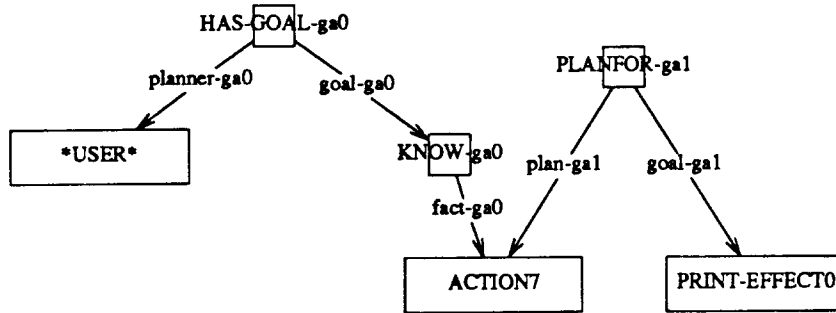 HAS-GOAL-ga0
planner-ga0
goal-ga0
*USER*
KNOW-ga0
fact-ga0
PLANFOR-ga1
plan-ga1
goal-ga1
ACTION7
PRINT-EFFECT0